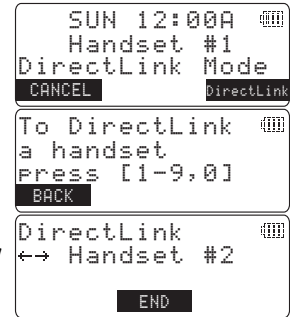 SUN 12:00A
Handset #1
DirectLink Mode
CANCEL DirectLink
To DirectLink
a handset
press [1-9,0]
BACK
DirectLink
←→ Handset #2
END